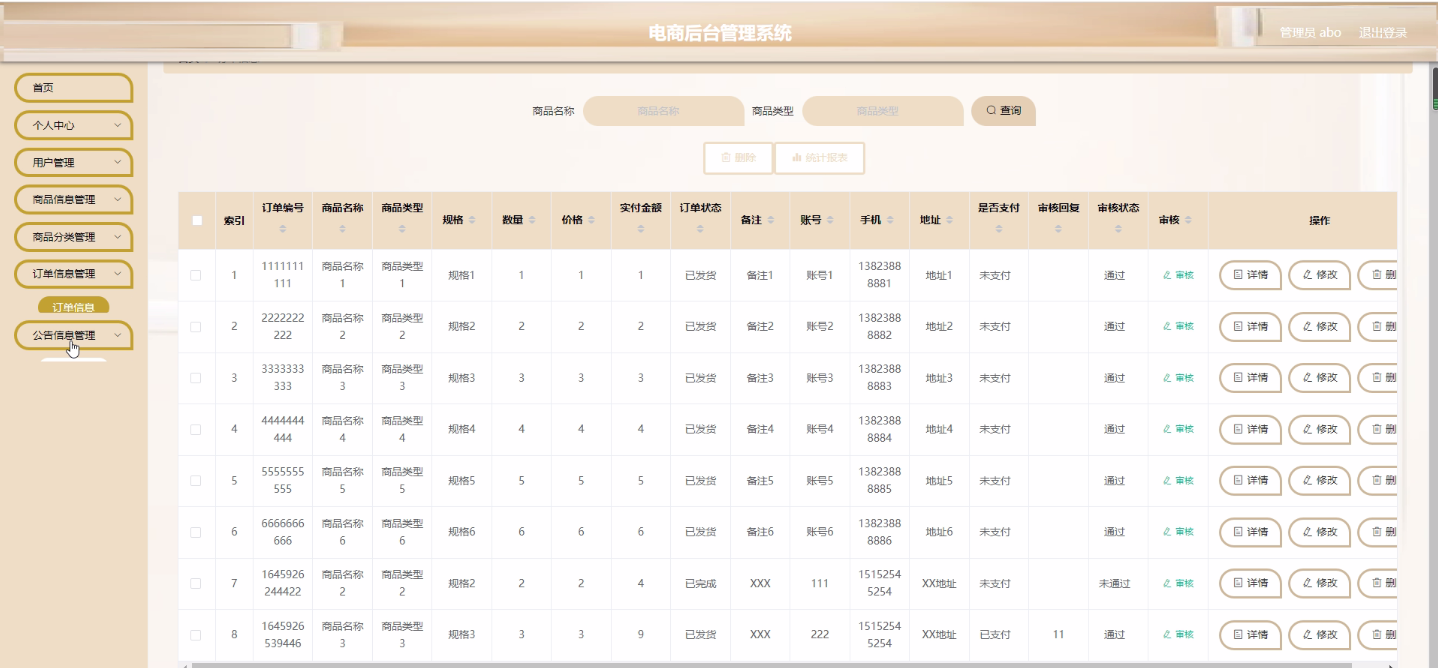 电商后台管理系统
管理员 abo 退出登录
首页
个人中心
用户管理
商品信息管理
商品分类管理
订单信息管理
订单信息
公告信息管理
商品名称 商品名称 商品类型 商品类型 查询
删除 统计报表
索引 订单编号 商品名称 商品类型 规格 数量 价格 实付金额 订单状态 备注 账号 手机 地址 是否支付 审核回复 审核状态 审核 操作
1 1111111111 商品名称1 商品类型1 规格1 1 1 1 已发货 备注1 账号1 13823888881 地址1 未支付 通过 审核 详情 修改 删
2 2222222222 商品名称2 商品类型2 规格2 2 2 2 已发货 备注2 账号2 13823888882 地址2 未支付 通过 审核 详情 修改 删
3 3333333333 商品名称3 商品类型3 规格3 3 3 3 已发货 备注3 账号3 13823888883 地址3 未支付 通过 审核 详情 修改 删
4 4444444444 商品名称4 商品类型4 规格4 4 4 4 已发货 备注4 账号4 13823888884 地址4 未支付 通过 审核 详情 修改 删
5 5555555555 商品名称5 商品类型5 规格5 5 5 5 已发货 备注5 账号5 13823888885 地址5 未支付 通过 审核 详情 修改 删
6 6666666666 商品名称6 商品类型6 规格6 6 6 6 已发货 备注6 账号6 13823888886 地址6 未支付 通过 审核 详情 修改 删
7 1645926244422 商品名称2 商品类型2 规格2 2 2 4 已完成 XXX 111 15152545254 XX地址 未支付 未通过 审核 详情 修改 删
8 1645926539446 商品名称3 商品类型3 规格3 3 3 9 已发货 XXX 222 15152545254 XX地址 已支付 11 通过 审核 详情 修改 删